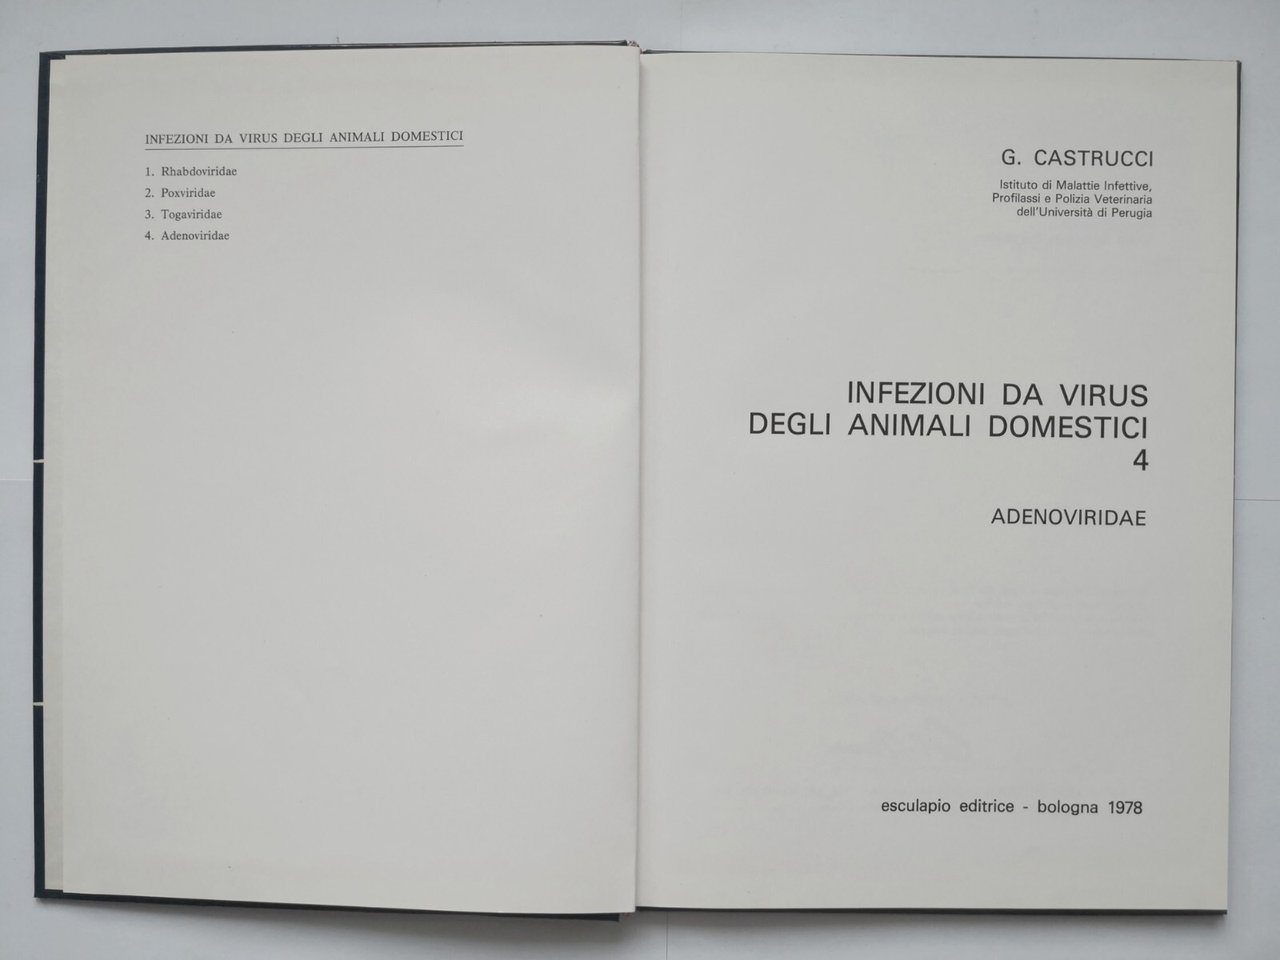 INFEZIONI DA VIRUS DEGLI ANIMALI DOMESTICI
1. Rhabdoviridae
2. Poxviridae
3. Togaviridae
4. Adenoviridae
G. CASTRUCCI
Istituto di Malattie Infettive,
Profilassi e Polizia Veterinaria
dell'Università di Perugia
INFEZIONI DA VIRUS
DEGLI ANIMALI DOMESTICI
4
ADENOVIRIDAE
esculapio editrice - bologna 1978